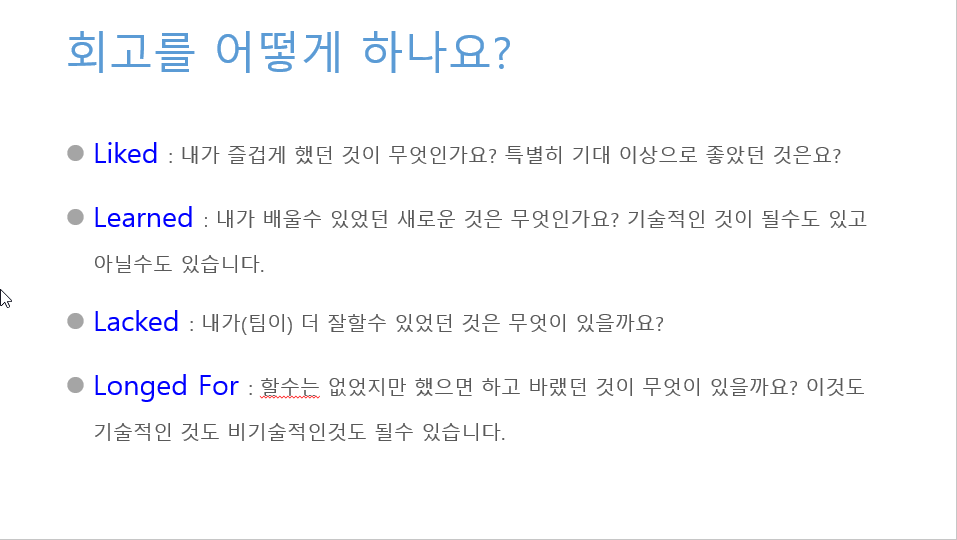 회고를 어떻게 하나요?
Liked : 내가 즐겁게 했던 것이 무엇인가요? 특별히 기대 이상으로 좋았던 것은요?
Learned : 내가 배울수 있었던 새로운 것은 무엇인가요? 기술적인 것이 될수도 있고
아닐수도 있습니다.
Lacked : 내가(팀이) 더 잘할수 있었던 것은 무엇이 있을까요?
Longed For : 할수는 없었지만 했으면 하고 바랬던 것이 무엇이 있을까요? 이것도
기술적인 것도 비기술적인것도 될수 있습니다.